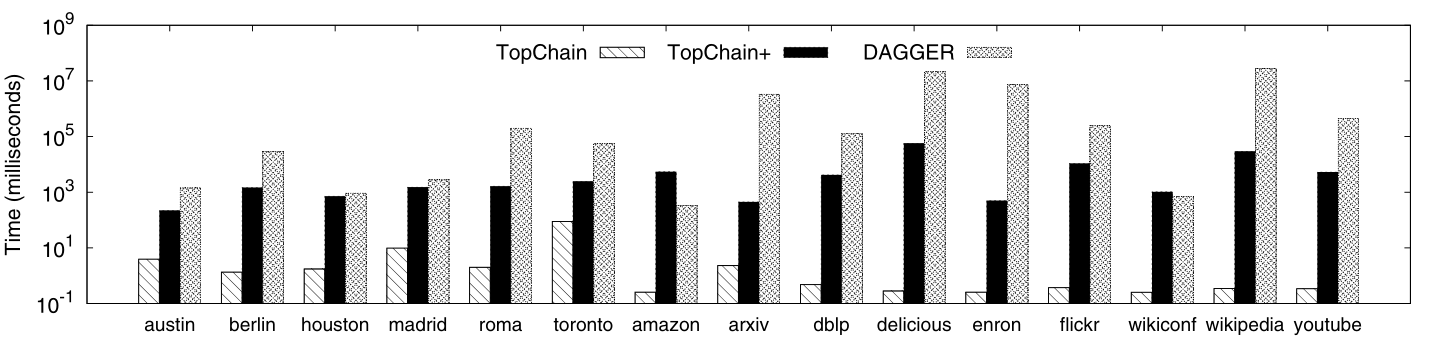 TopChain TopChain+ DAGGER
Time (milliseconds)
10^9
10^7
10^5
10^3
10^1
10^-1
austin berlin houston madrid roma toronto amazon arxiv dblp delicious enron flickr wikiconf wikipedia youtube